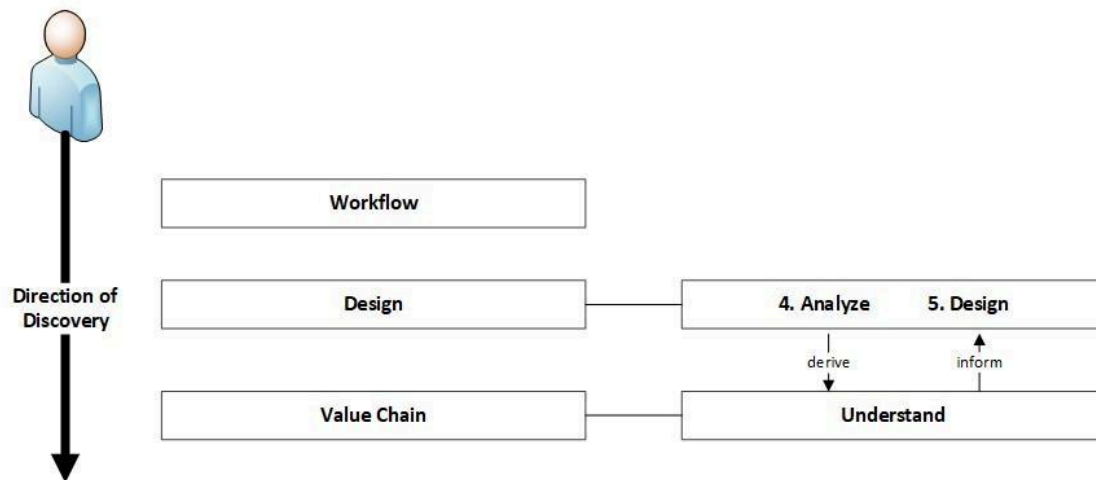 Workflow
Direction of
Discovery
Design
4. Analyze
5. Design
derive
inform
Value Chain
Understand